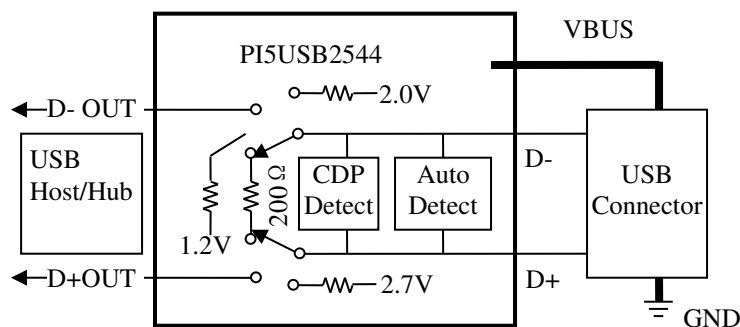 VBUS
PI5USB2544
2.0V
D- OUT
USB
Host/Hub
200 Ω
CDP
Detect
Auto
Detect
D-
USB
Connector
1.2V
D+OUT
2.7V
D+
GND